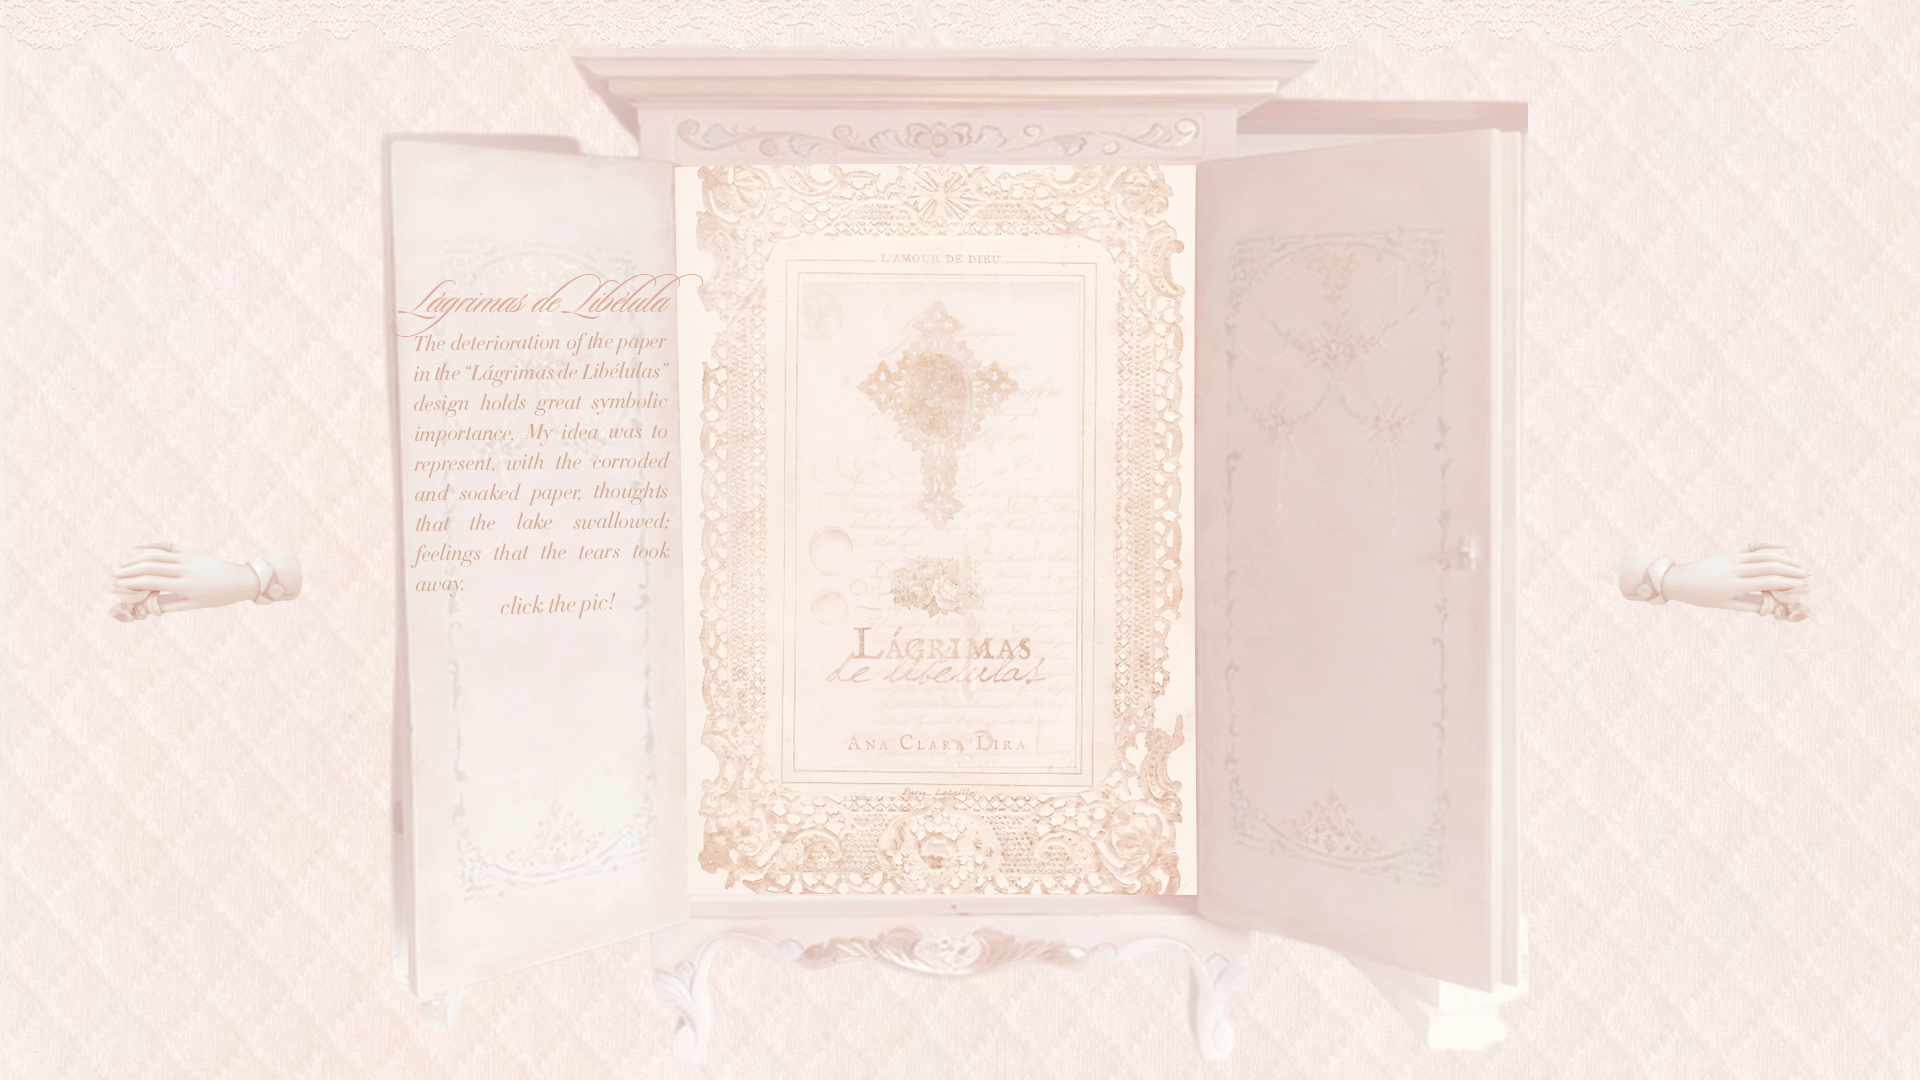 Lágrimas de Libélula
The deterioration of the paper
in the “Lágrimas de Libélulas”
design holds great symbolic
importance. My idea was to
represent, with the corroded
and soaked paper, thoughts
that the lake swallowed;
feelings that the tears took
away.
click the pic!
L'AMOUR DE DIEU.
LÁGRIMAS
de libélulas
ANA CLARA LIRA